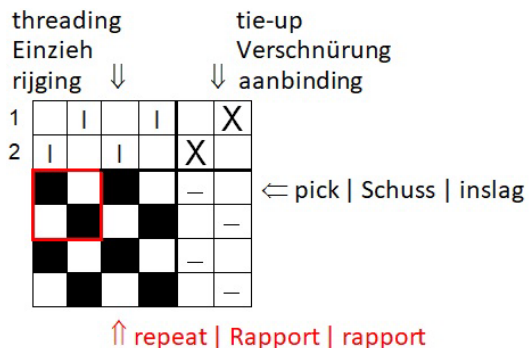 threading
Einzieh
rijging ⇓
tie-up
Verschnürung
⇓ aanbinding
1 | | X
2 | | X
– ⇐ pick | Schuss | inslag
–
–
–
⇑ repeat | Rapport | rapport